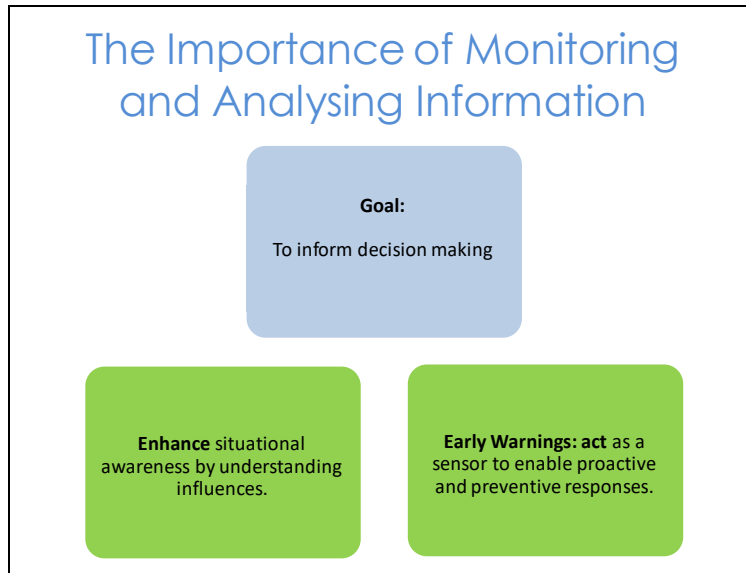 The Importance of Monitoring
and Analysing Information
Goal:
To inform decision making
Enhance situational
awareness by understanding
influences.
Early Warnings: act as a
sensor to enable proactive
and preventive responses.